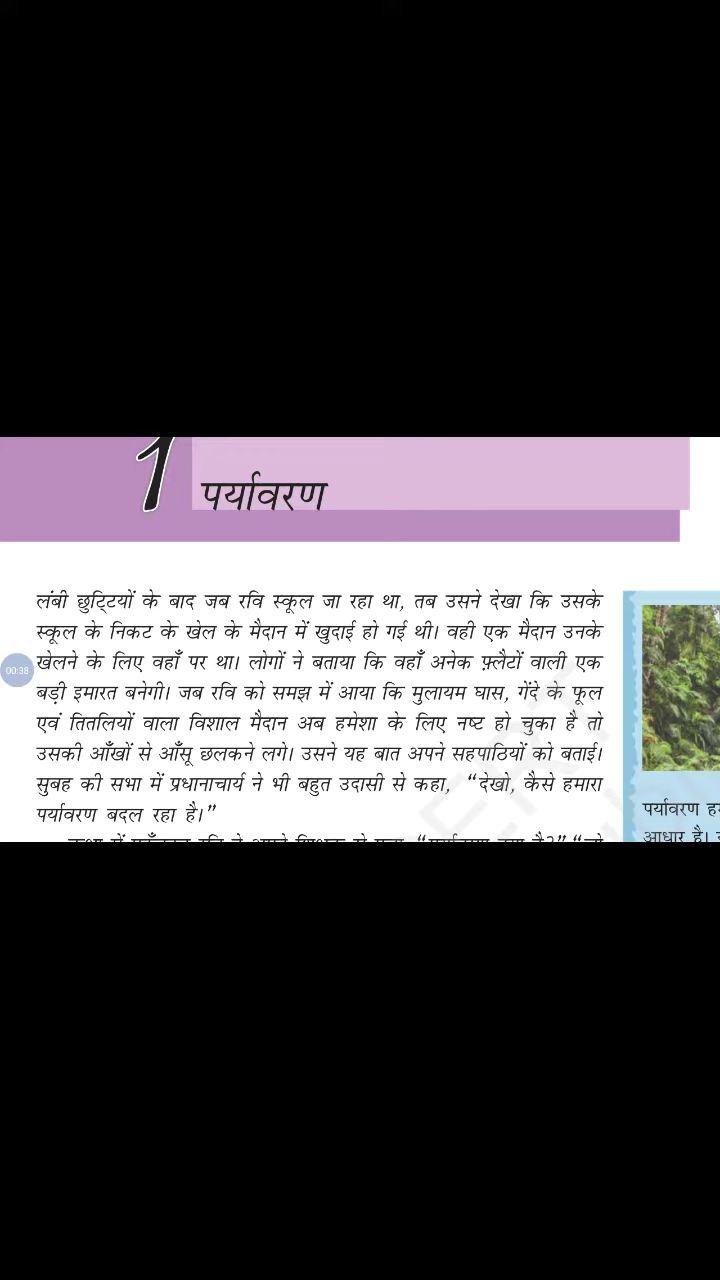 1
पर्यावरण
लंबी छुट्टियों के बाद जब रवि स्कूल जा रहा था, तब उसने देखा कि उसके
स्कूल के निकट के खेल के मैदान में खुदाई हो गई थी। वही एक मैदान उनके
खेलने के लिए वहाँ पर था। लोगों ने बताया कि वहाँ अनेक फ़्लैटों वाली एक
बड़ी इमारत बनेगी। जब रवि को समझ में आया कि मुलायम घास, गेंदे के फूल
एवं तितलियों वाला विशाल मैदान अब हमेशा के लिए नष्ट हो चुका है तो
उसकी आँखों से आँसू छलकने लगे। उसने यह बात अपने सहपाठियों को बताई।
सुबह की सभा में प्रधानाचार्य ने भी बहुत उदासी से कहा, “देखो, कैसे हमारा
पर्यावरण बदल रहा है।”
00:38
पर्यावरण
आधार है।